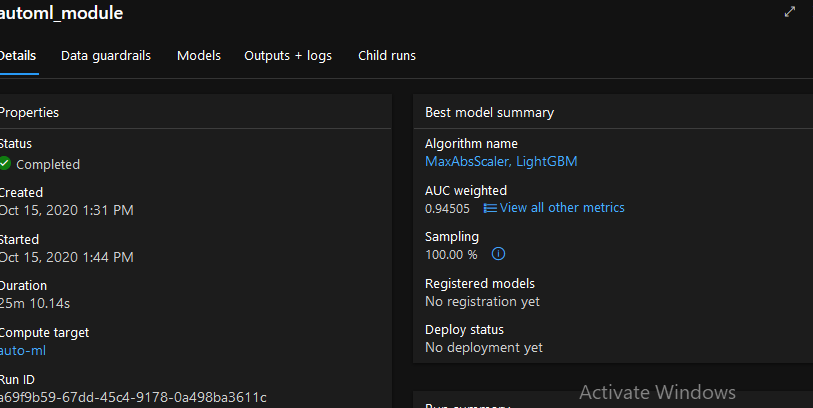 automl_module
Details
Data guardrails
Models
Outputs + logs
Child runs
Properties
Status
Completed
Created
Oct 15, 2020 1:31 PM
Started
Oct 15, 2020 1:44 PM
Duration
25m 10.14s
Compute target
auto-ml
Run ID
a69f9b59-67dd-45c4-9178-0a498ba3611c
Best model summary
Algorithm name
MaxAbsScaler, LightGBM
AUC weighted
0.94505 View all other metrics
Sampling
100.00 %
Registered models
No registration yet
Deploy status
No deployment yet
Run summary
Activate Windows